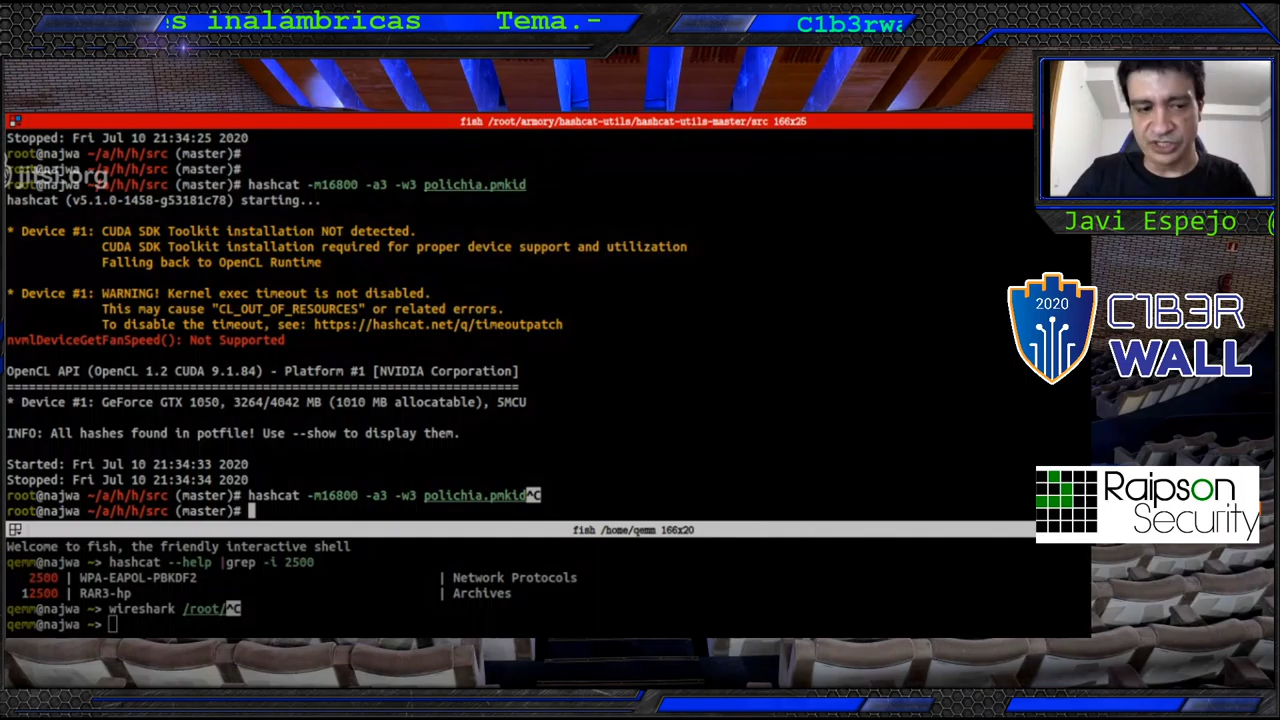 es inalámbricas Tema.- C1b3rwa
fish /root/armory/hashcat-utils/hashcat-utils-master/src 166x25
Stopped: Fri Jul 10 21:34:25 2020
root@najwa ~/a/h/h/src (master)#
root@najwa ~/a/h/h/src (master)#
jitsi.org
root@najwa ~/a/h/h/src (master)# hashcat -m16800 -a3 -w3 polichia.pmkid
hashcat (v5.1.0-1458-g53181c78) starting...
* Device #1: CUDA SDK Toolkit installation NOT detected.
CUDA SDK Toolkit installation required for proper device support and utilization
Falling back to OpenCL Runtime
* Device #1: WARNING! Kernel exec timeout is not disabled.
This may cause "CL_OUT_OF_RESOURCES" or related errors.
To disable the timeout, see: https://hashcat.net/q/timeoutpatch
nvmlDeviceGetFanSpeed(): Not Supported
OpenCL API (OpenCL 1.2 CUDA 9.1.84) - Platform #1 [NVIDIA Corporation]
======================================================================
* Device #1: GeForce GTX 1050, 3264/4042 MB (1010 MB allocatable), 5MCU
INFO: All hashes found in potfile! Use --show to display them.
Started: Fri Jul 10 21:34:33 2020
Stopped: Fri Jul 10 21:34:34 2020
root@najwa ~/a/h/h/src (master)# hashcat -m16800 -a3 -w3 polichia.pmkid^C
root@najwa ~/a/h/h/src (master)#
fish /home/qemm 166x20
Welcome to fish, the friendly interactive shell
qemm@najwa ~> hashcat --help |grep -i 2500
2500 | WPA-EAPOL-PBKDF2 | Network Protocols
12500 | RAR3-hp | Archives
qemm@najwa ~> wireshark /root/^C
qemm@najwa ~>
Javi Espejo (
2020
C1B3R
WALL
Raipson
Security